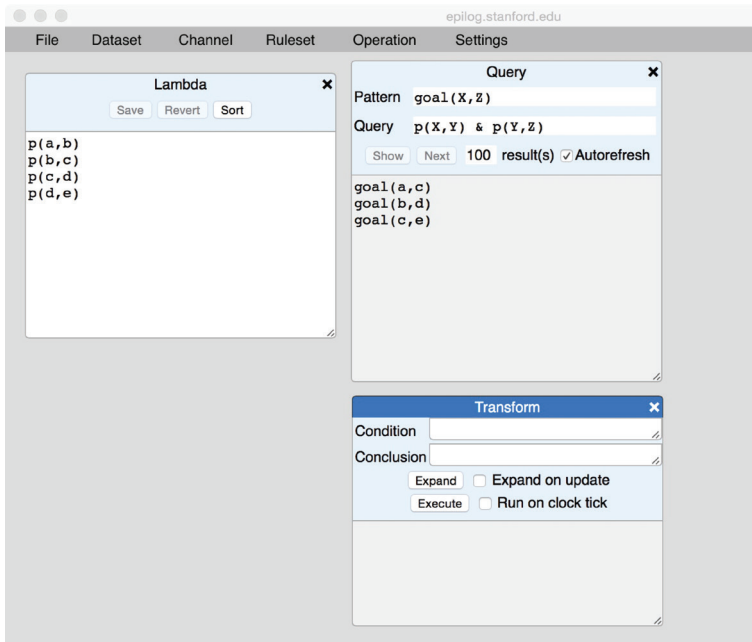 epilog.stanford.edu
File Dataset Channel Ruleset Operation Settings
Lambda ×
Save Revert Sort
p(a,b)
p(b,c)
p(c,d)
p(d,e)
Query ×
Pattern goal(X,Z)
Query p(X,Y) & p(Y,Z)
Show Next 100 result(s) Autorefresh
goal(a,c)
goal(b,d)
goal(c,e)
Transform ×
Condition
Conclusion
Expand Expand on update
Execute Run on clock tick